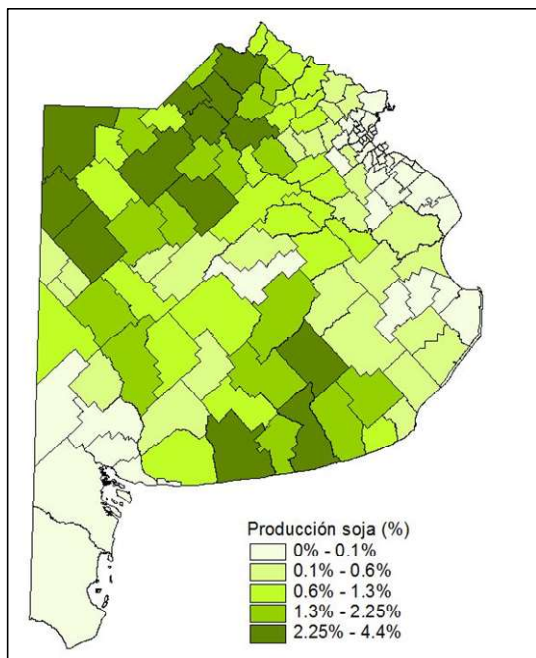 Producción soja (%)
0% - 0.1%
0.1% - 0.6%
0.6% - 1.3%
1.3% - 2.25%
2.25% - 4.4%